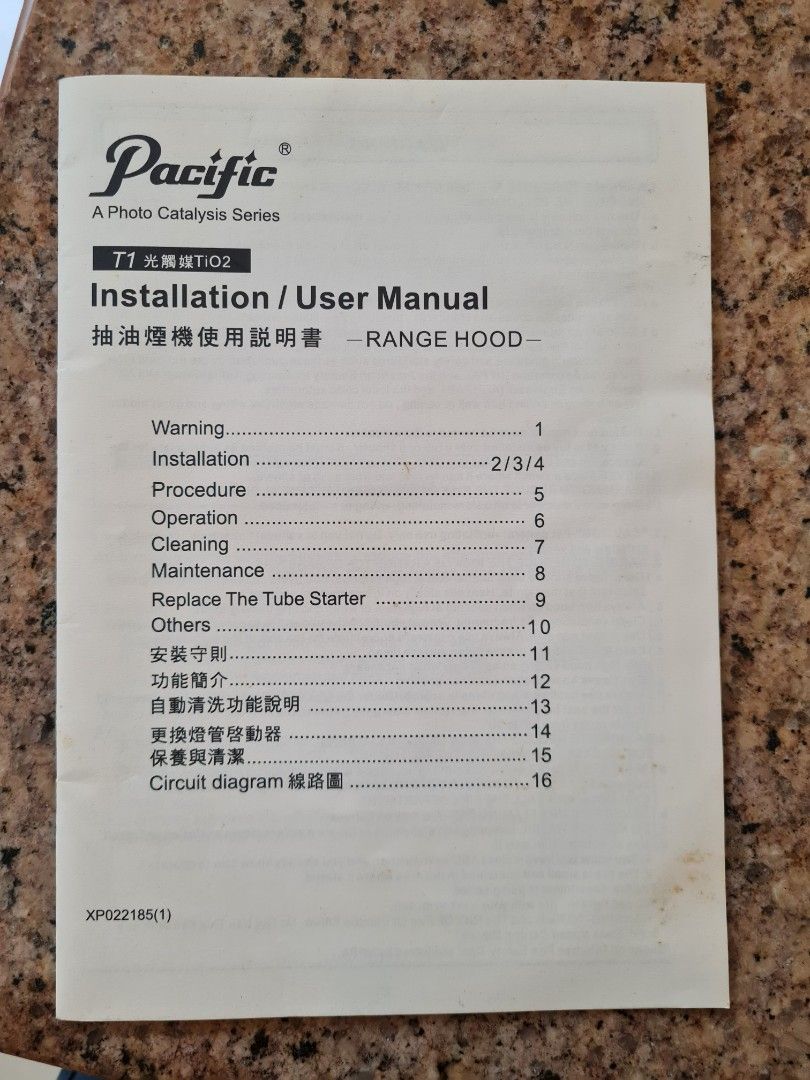 Pacific®
A Photo Catalysis Series
T1 光觸媒TiO2
Installation / User Manual
抽油煙機使用説明書 —RANGE HOOD—
Warning.................................................. 1
Installation ........................................2/3/4
Procedure .............................................. 5
Operation ................................................ 6
Cleaning ................................................. 7
Maintenance ........................................... 8
Replace The Tube Starter .......................... 9
Others ....................................................10
安裝守則..................................................11
功能簡介..................................................12
自動清洗功能說明 .....................................13
更換燈管啓動器 ........................................14
保養與清潔...............................................15
Circuit diagram 線路圖 ..............................16
XP022185(1)